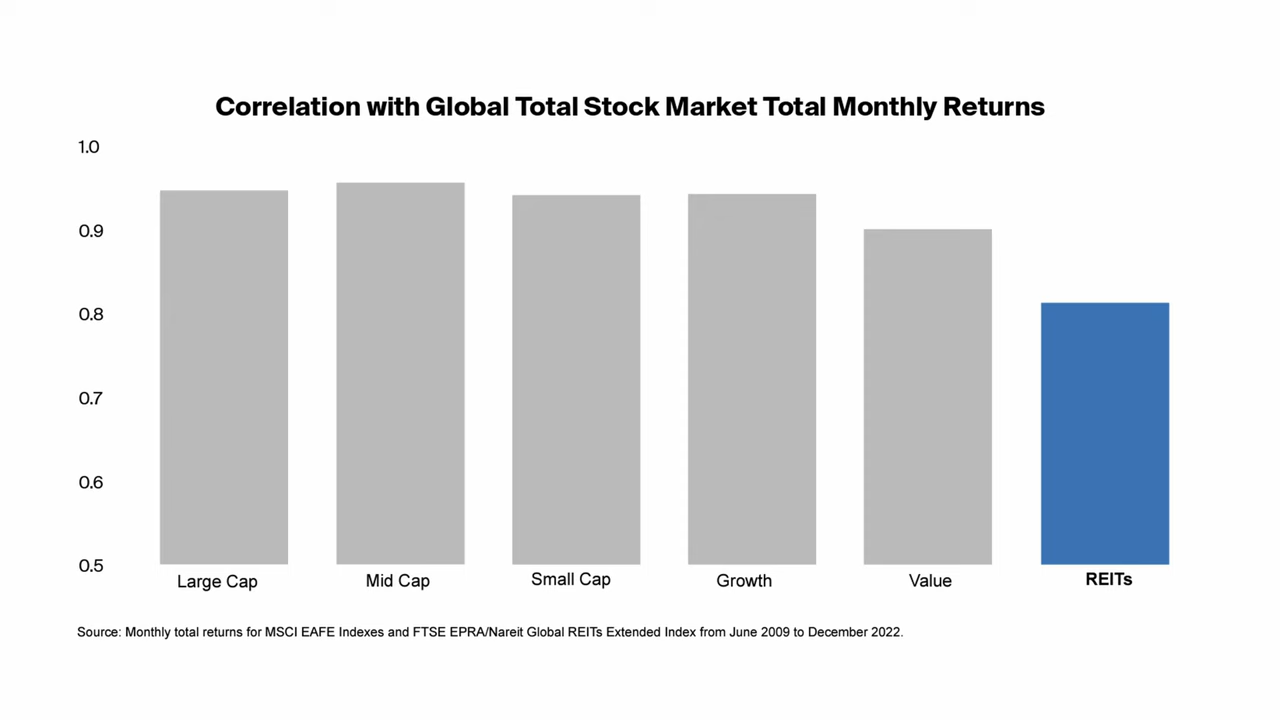 Correlation with Global Total Stock Market Total Monthly Returns
1.0
0.9
0.8
0.7
0.6
0.5
Large Cap
Mid Cap
Small Cap
Growth
Value
REITs
Source: Monthly total returns for MSCI EAFE Indexes and FTSE EPRA/Nareit Global REITs Extended Index from June 2009 to December 2022.